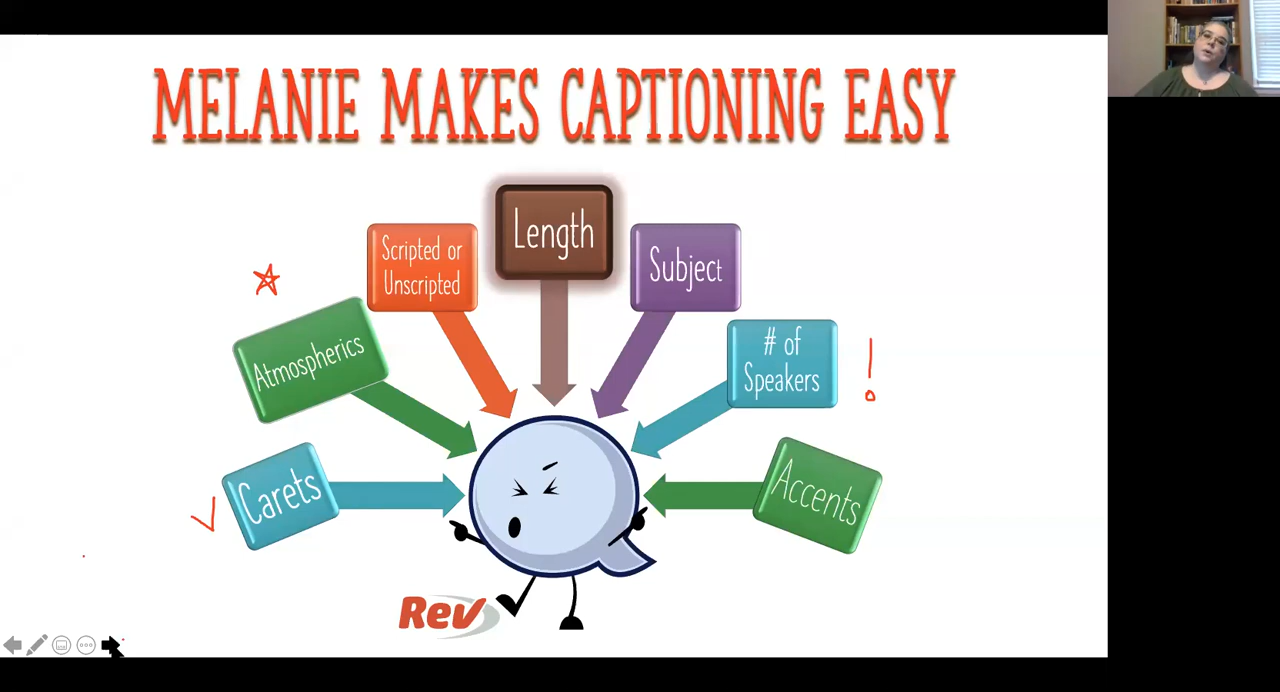 MELANIE MAKES CAPTIONING EASY
Length
Scripted or
Unscripted
Subject
Atmospherics
# of
Speakers
!
Carets
Accents
Rev